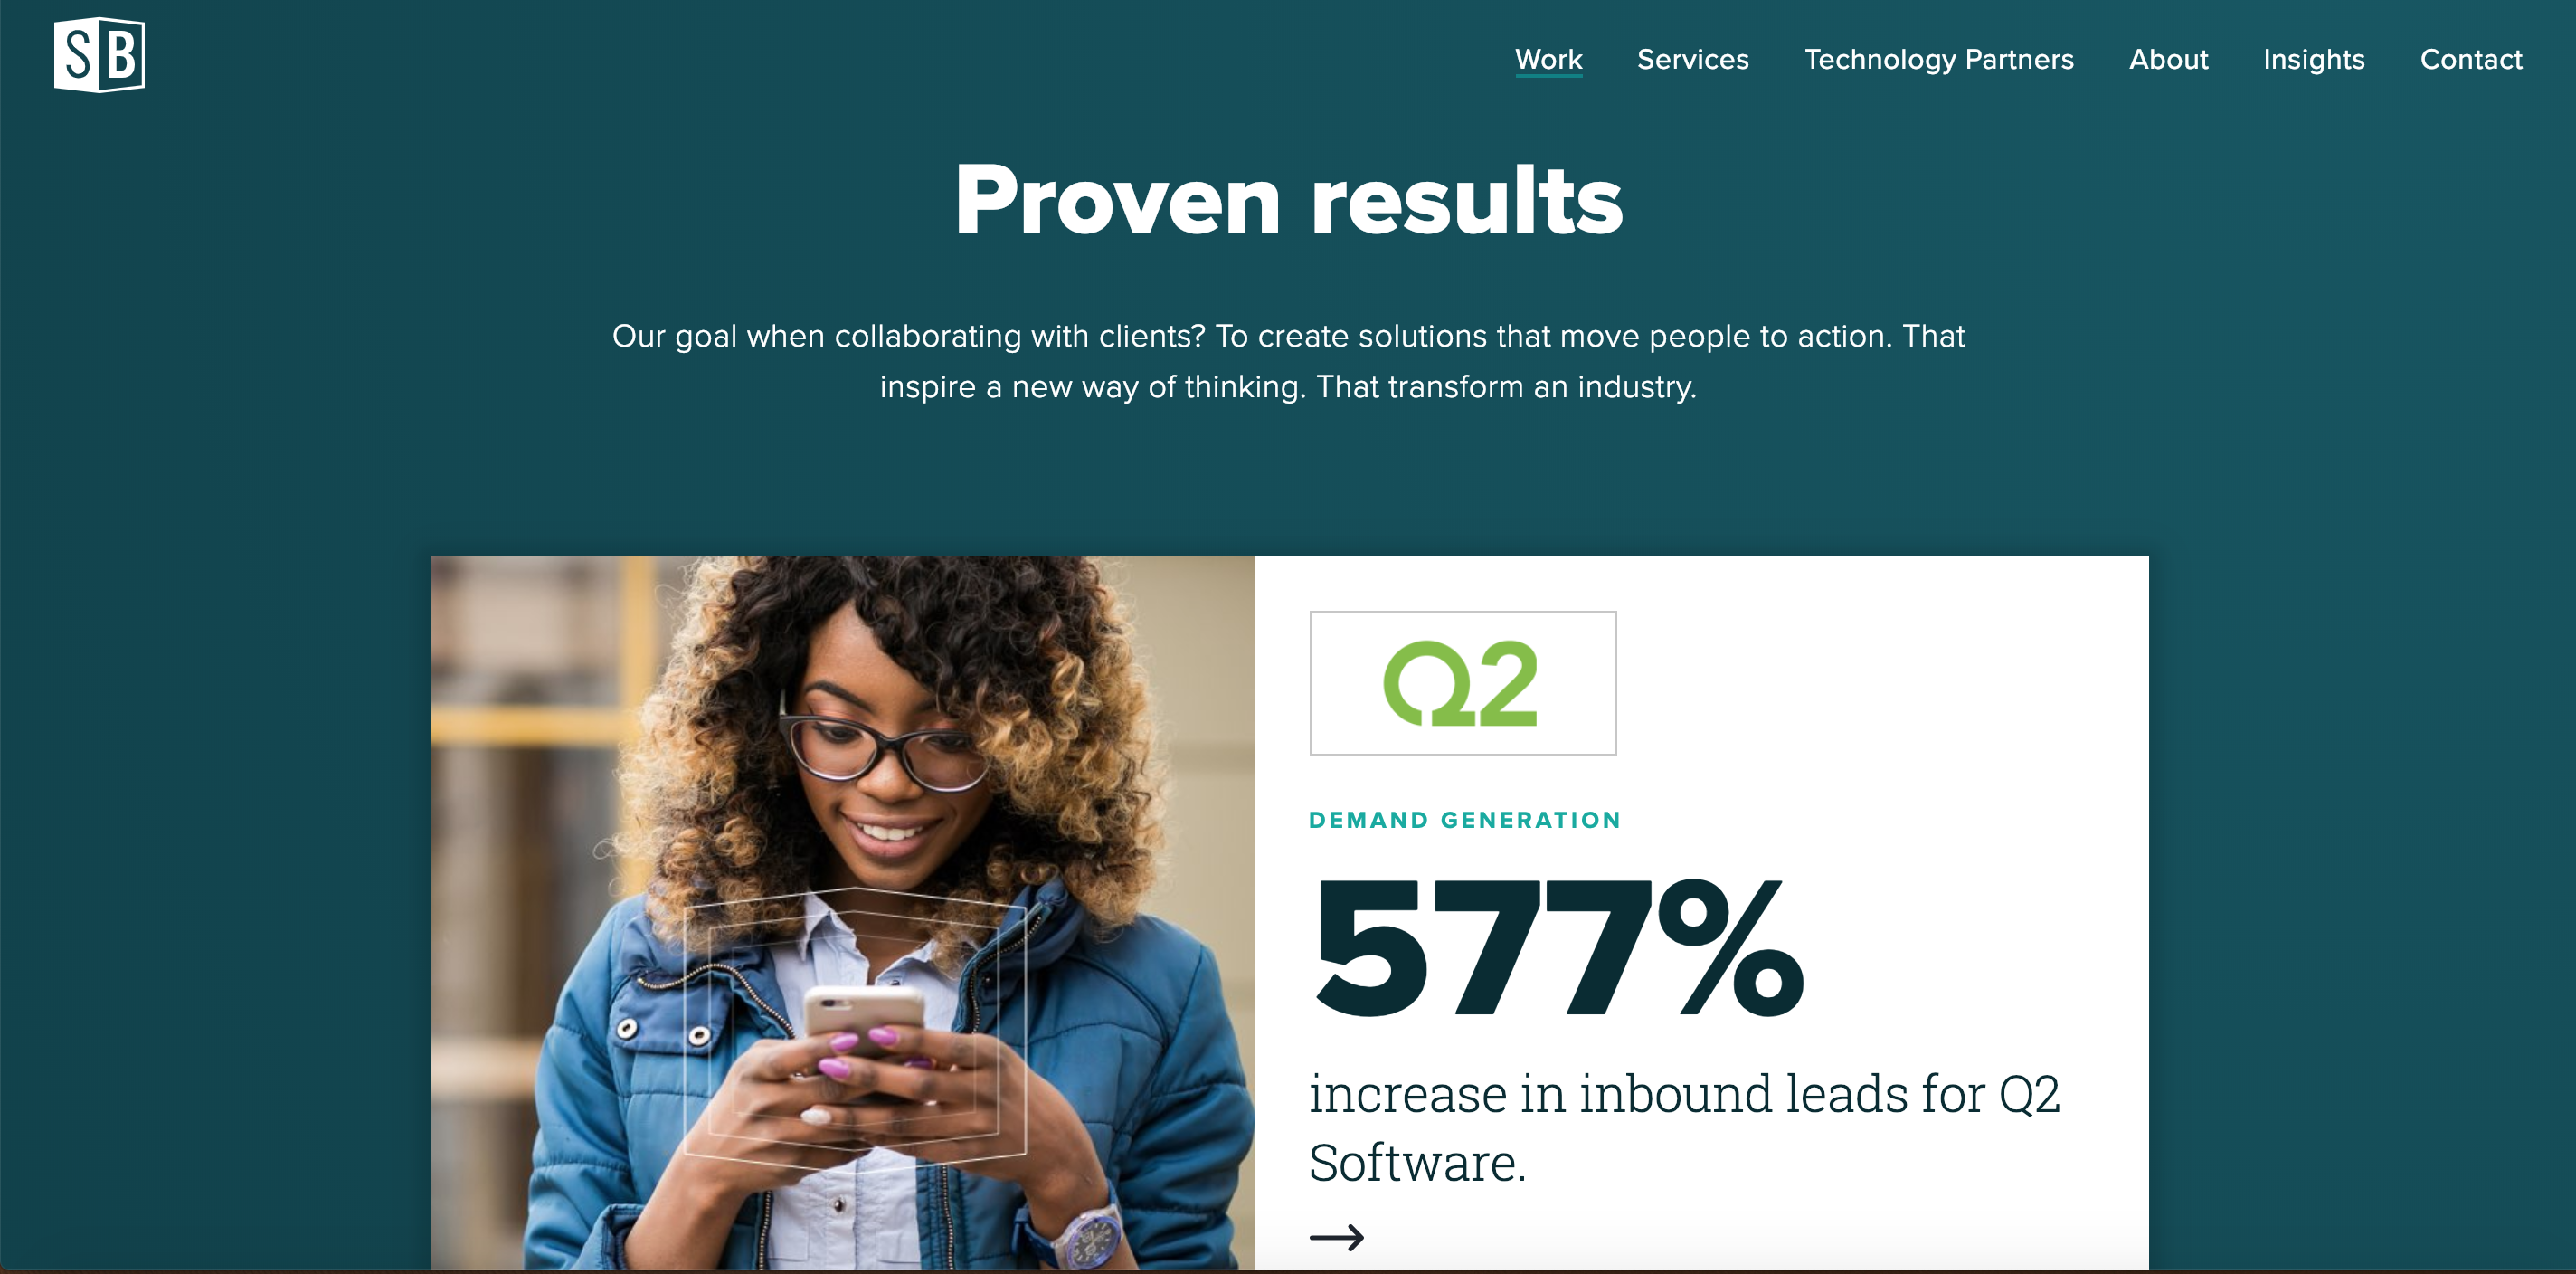 SB
Work Services Technology Partners About Insights Contact
Proven results
Our goal when collaborating with clients? To create solutions that move people to action. That
inspire a new way of thinking. That transform an industry.
Q2
DEMAND GENERATION
577%
increase in inbound leads for Q2
Software.